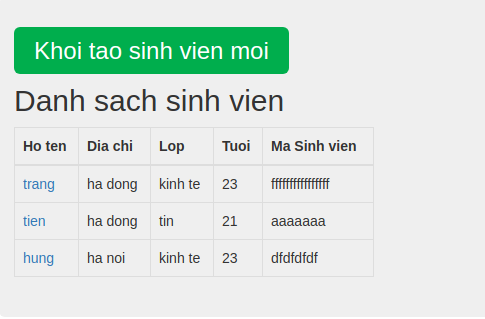 Khoi tao sinh vien moi
Danh sach sinh vien
Ho ten Dia chi Lop Tuoi Ma Sinh vien
trang ha dong kinh te 23 ffffffffffffffff
tien ha dong tin 21 aaaaaaa
hung ha noi kinh te 23 dfdfdfdf